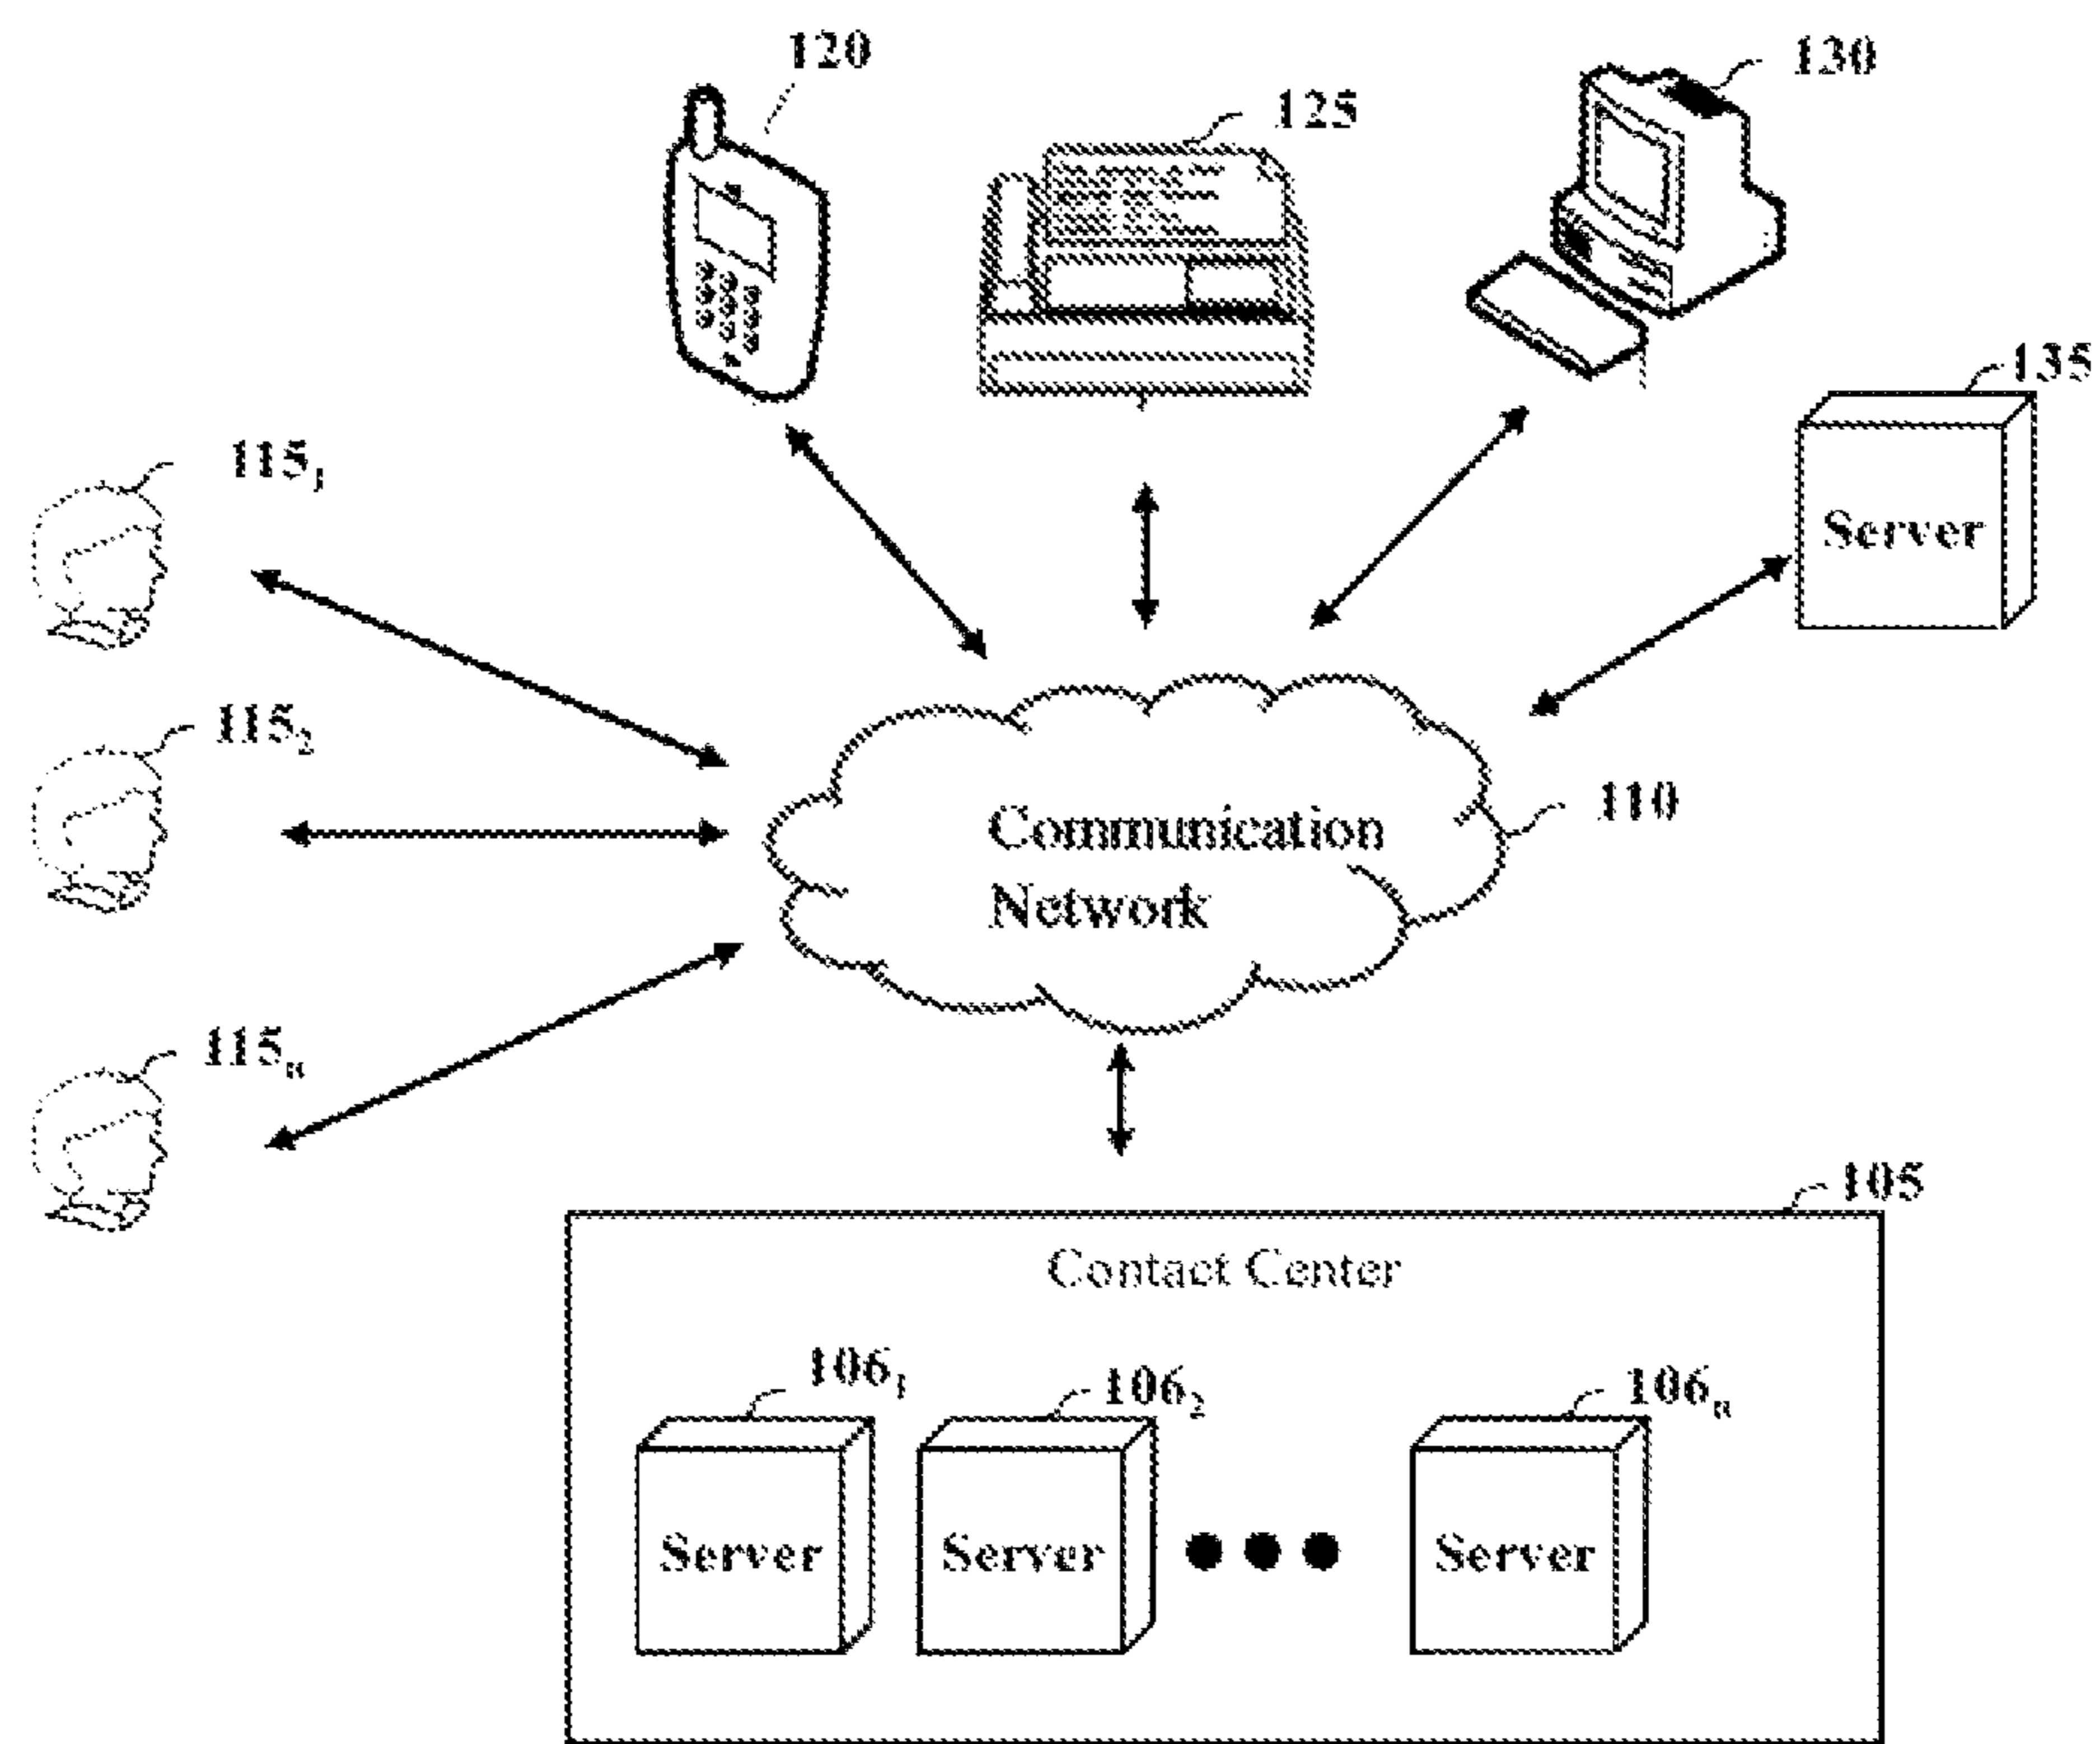 120
125
130
135
Server
115₁
115₂
115ₙ
Communication
Network
110
105
Contact Center
106₁
106₂
106ₙ
Server
Server
Server